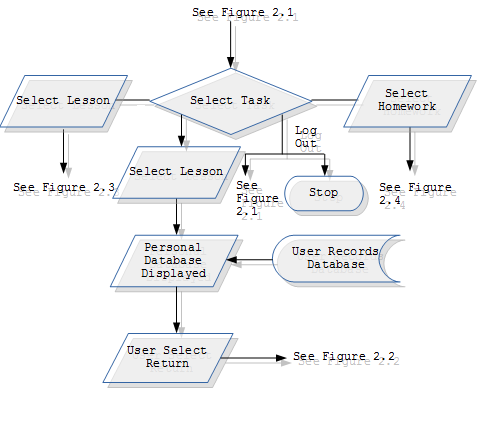 See Figure 2.1
Select Lesson
Select Task
Select
Homework
Log
Out
Select Lesson
See Figure 2.3
See
Figure
2.1
Stop
See Figure
2.4
Personal
Database
Displayed
User Records
Database
User Select
Return
See Figure 2.2